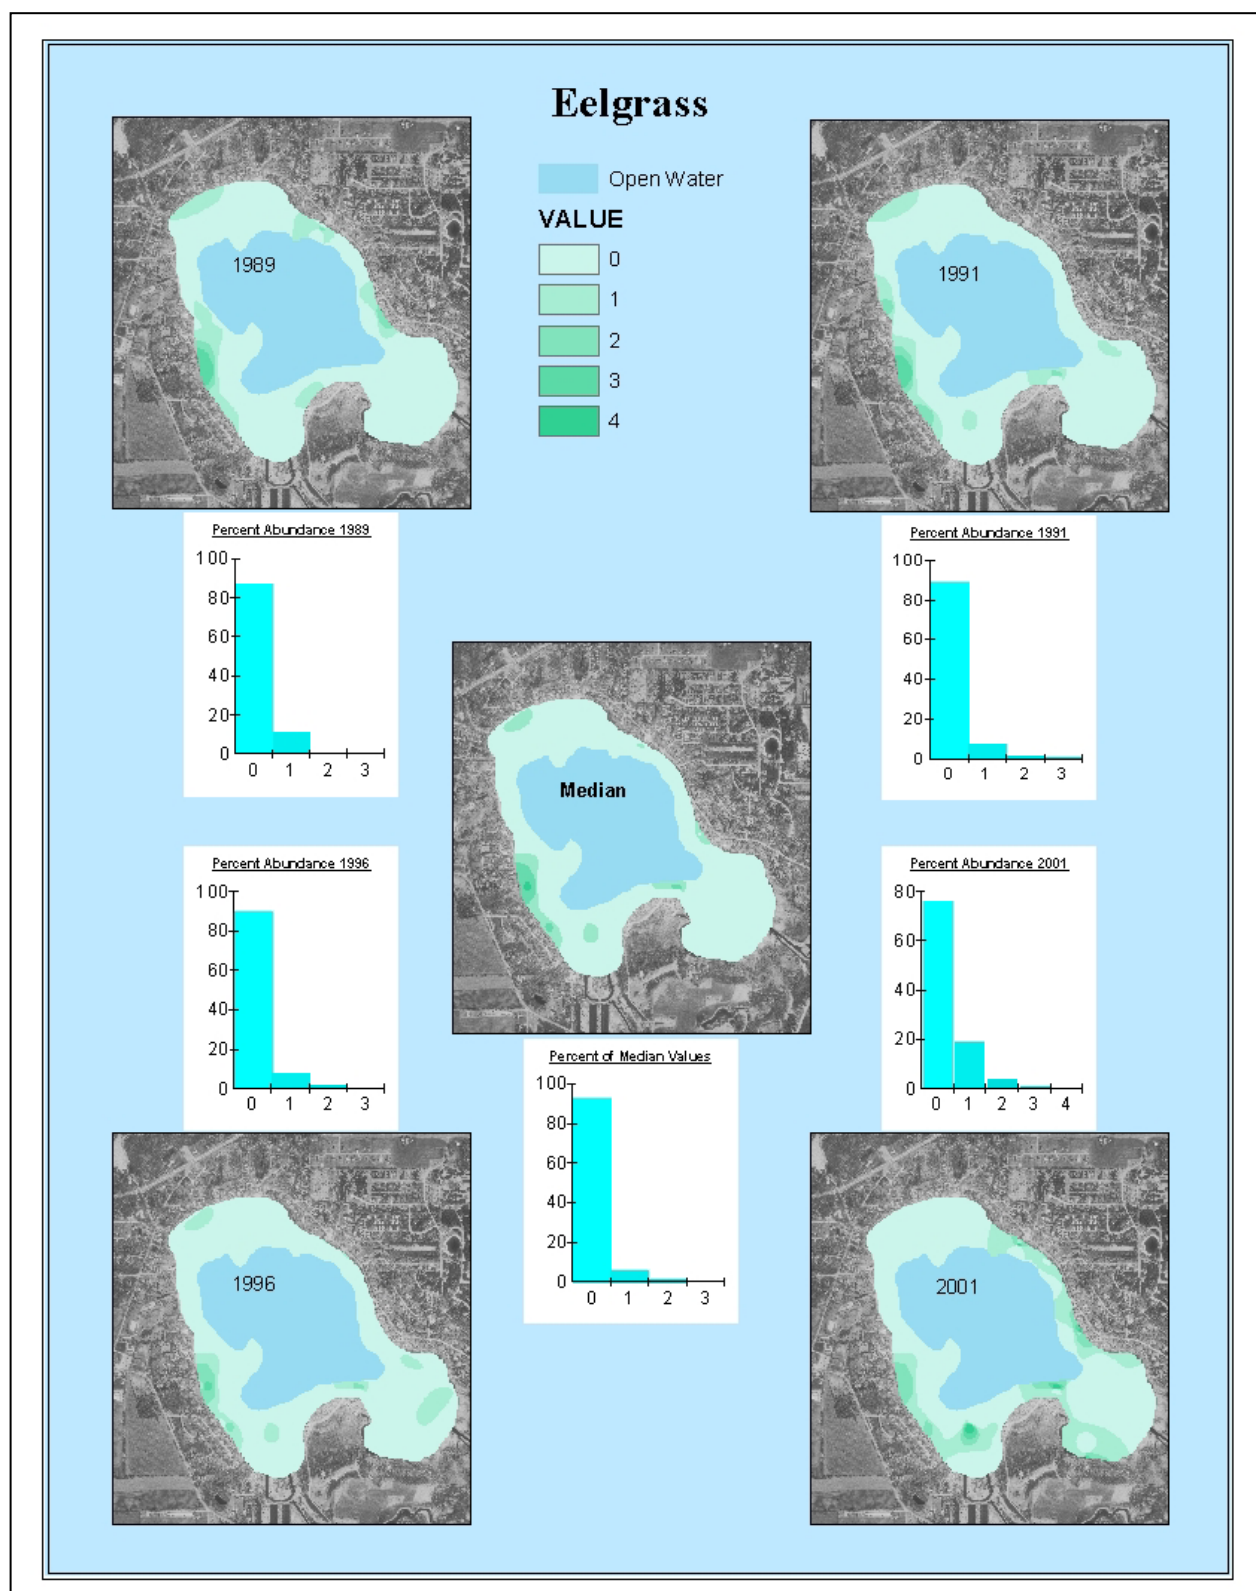 Eelgrass
Open Water
VALUE
0
1
2
3
4
1989
1991
Percent Abundance 1989
100
80
60
40
20
0
0 1 2 3
Percent Abundance 1991
100
80
60
40
20
0
0 1 2 3
Median
Percent Abundance 1996
100
80
60
40
20
0
0 1 2 3
Percent Abundance 2001
80
60
40
20
0
0 1 2 3 4
Percent of Median Values
100
80
60
40
20
0
0 1 2 3
1996
2001